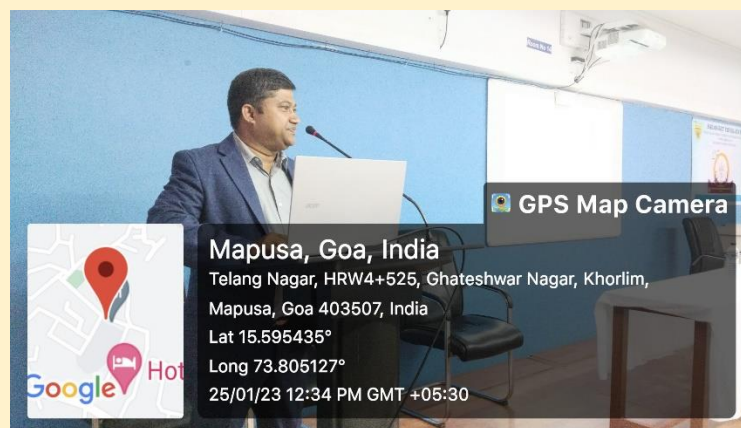 GPS Map Camera
Mapusa, Goa, India
Telang Nagar, HRW4+525, Ghateshwar Nagar, Khorlim,
Mapusa, Goa 403507, India
Lat 15.595435°
Long 73.805127°
25/01/23 12:34 PM GMT +05:30
Google
Hot
acer